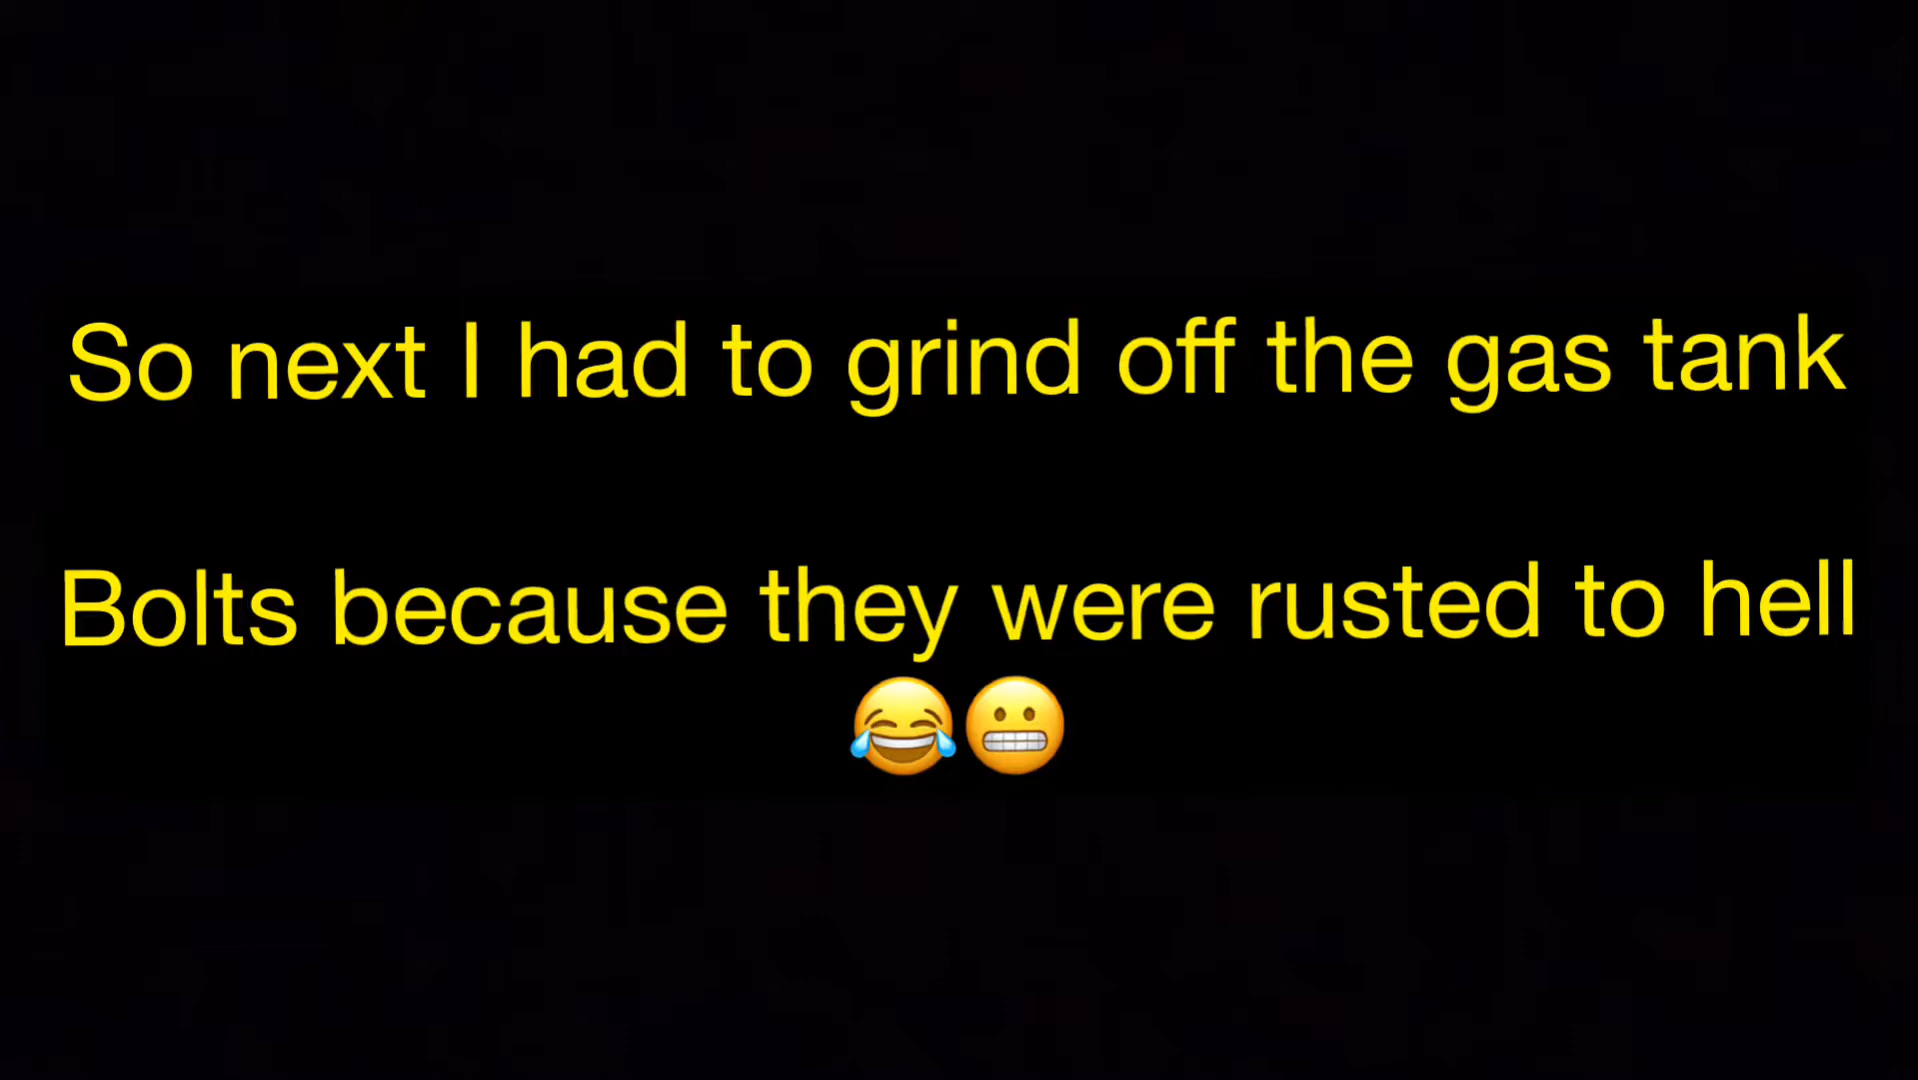 So next I had to grind off the gas tank
Bolts because they were rusted to hell
😂😬